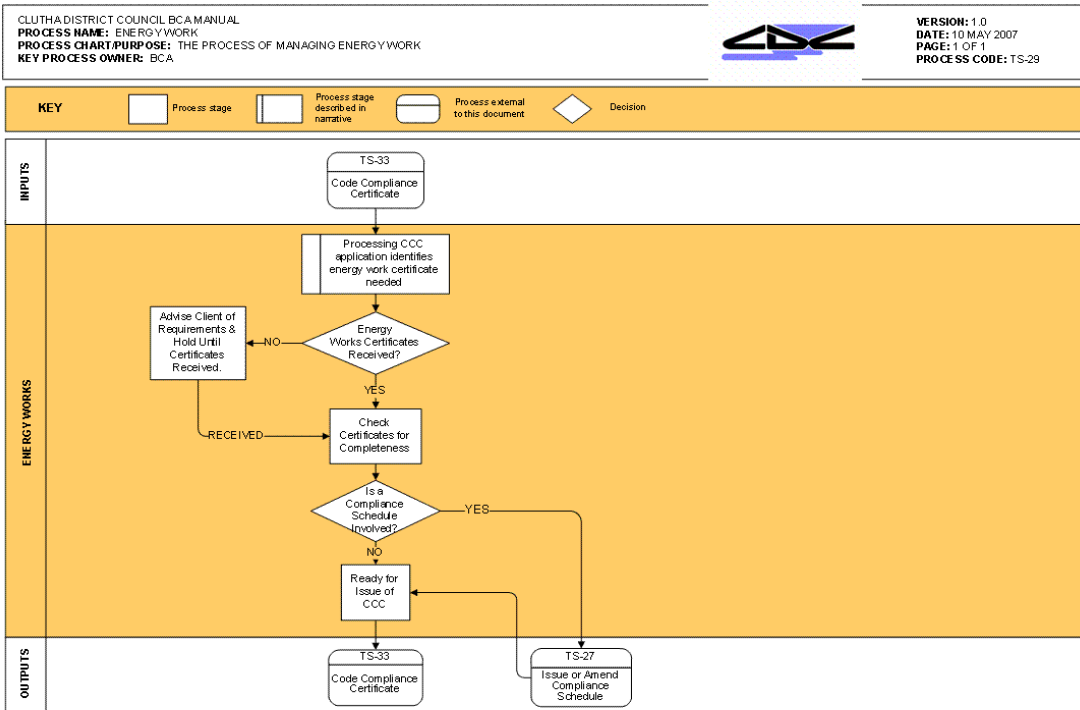 CLUTHA DISTRICT COUNCIL BCA MANUAL
PROCESS NAME: ENERGY WORK
PROCESS CHART/PURPOSE: THE PROCESS OF MANAGING ENERGY WORK
KEY PROCESS OWNER: BCA
CDC
VERSION: 1.0
DATE: 10 MAY 2007
PAGE: 1 OF 1
PROCESS CODE: TS-29
KEY
Process stage
Process stage
described in
narrative
Process external
to this document
Decision
INPUTS
TS-33
Code Compliance
Certificate
ENERGY WORKS
Processing CCC
application identifies
energy work certificate
needed
Advise Client of
Requirements &
Hold Until
Certificates
Received.
NO
Energy
Works Certificates
Received?
YES
RECEIVED
Check
Certificates for
Completeness
Is a
Compliance
Schedule
Involved?
YES
NO
Ready for
Issue of
CCC
OUTPUTS
TS-33
Code Compliance
Certificate
TS-27
Issue or Amend
Compliance
Schedule